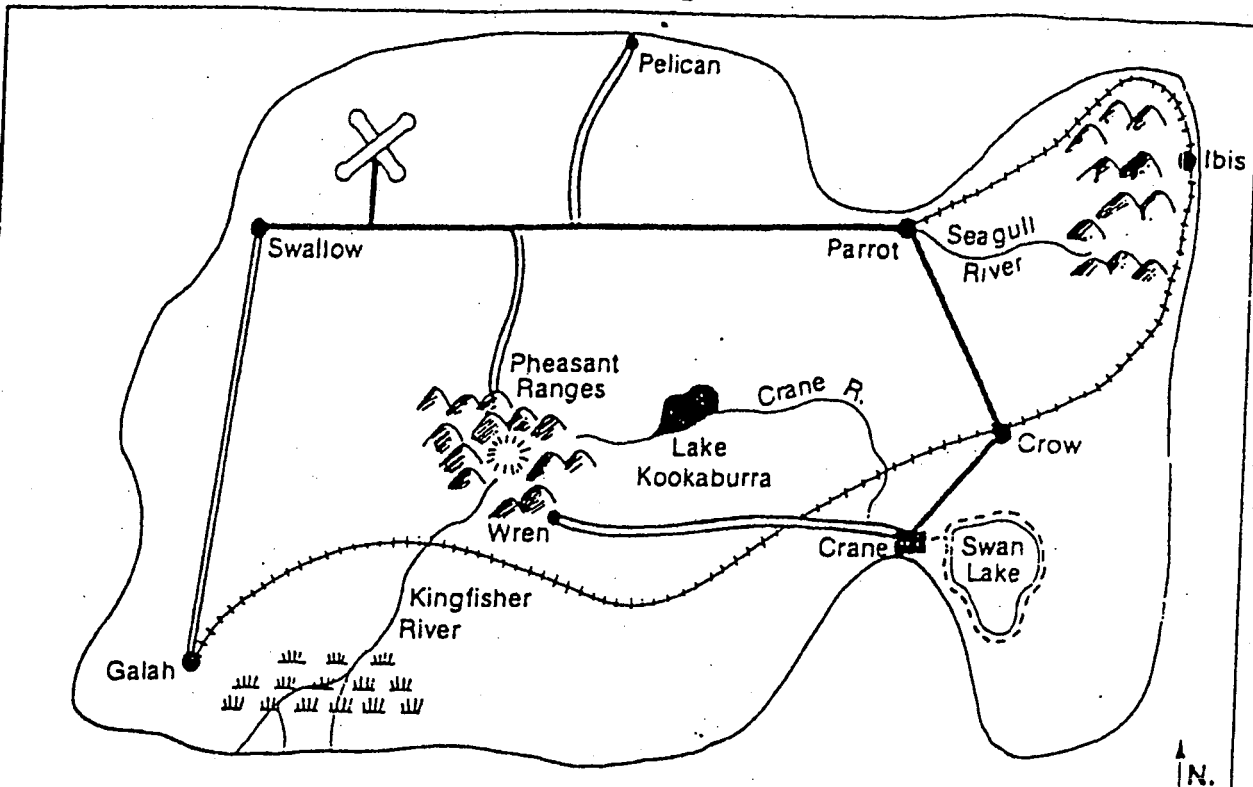 Pelican
Ibis
Swallow
Parrot
Seagull
River
Pheasant
Ranges
Crane R.
Lake
Kookaburra
Crow
Wren
Crane
Swan
Lake
Kingfisher
River
Galah
N.